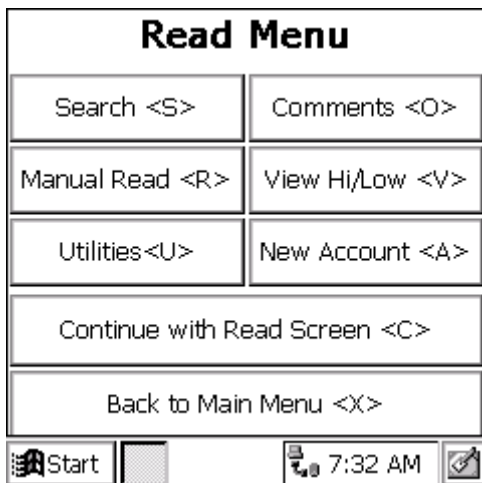 Read Menu
Search <S>
Comments <O>
Manual Read <R>
View Hi/Low <V>
Utilities<U>
New Account <A>
Continue with Read Screen <C>
Back to Main Menu <X>
Start
7:32 AM